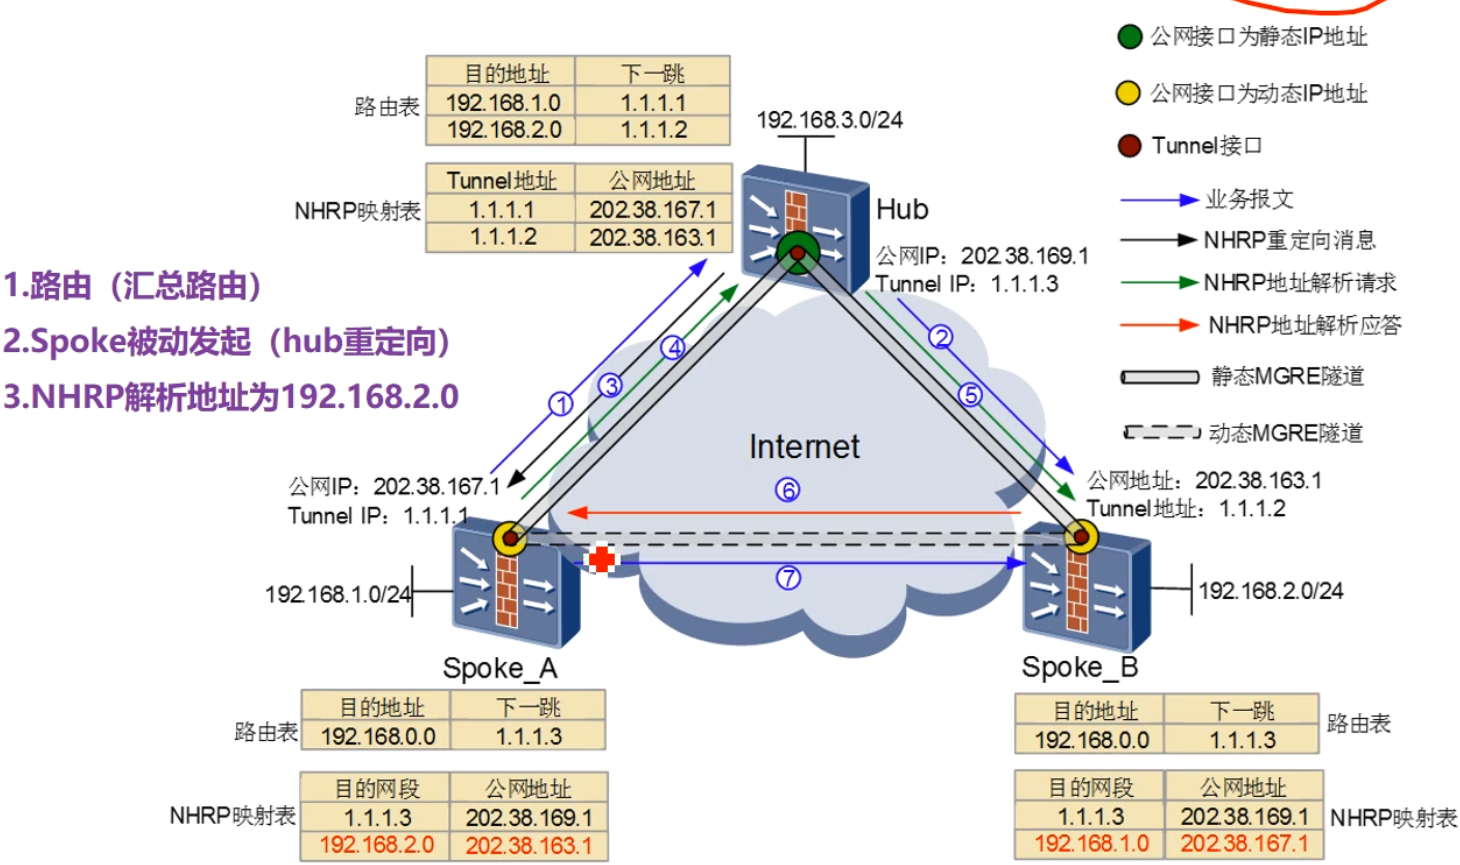 公网接口为静态IP地址
公网接口为动态IP地址
Tunnel接口
业务报文
NHRP重定向消息
NHRP地址解析请求
NHRP地址解析应答
静态MGRE隧道
动态MGRE隧道
路由表
目的地址 下一跳
192.168.1.0 1.1.1.1
192.168.2.0 1.1.1.2
NHRP映射表
Tunnel地址 公网地址
1.1.1.1 202.38.167.1
1.1.1.2 202.38.163.1
192.168.3.0/24
Hub
公网IP：202.38.169.1
Tunnel IP：1.1.1.3
1.路由（汇总路由）
2.Spoke被动发起（hub重定向）
3.NHRP解析地址为192.168.2.0
①
③
④
②
⑤
Internet
⑥
⑦
公网IP：202.38.167.1
Tunnel IP：1.1.1.1
192.168.1.0/24
Spoke_A
公网地址：202.38.163.1
Tunnel地址：1.1.1.2
192.168.2.0/24
Spoke_B
路由表
目的地址 下一跳
192.168.0.0 1.1.1.3
NHRP映射表
目的网段 公网地址
1.1.1.3 202.38.169.1
192.168.2.0 202.38.163.1
目的地址 下一跳
192.168.0.0 1.1.1.3
路由表
目的网段 公网地址
1.1.1.3 202.38.169.1
192.168.1.0 202.38.167.1
NHRP映射表